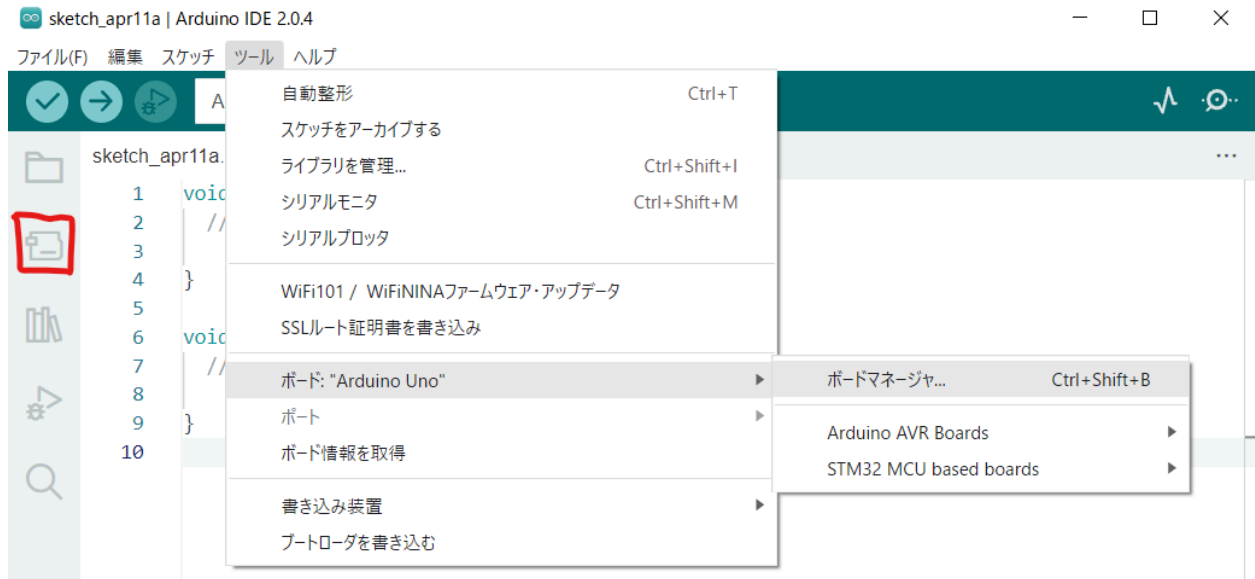 sketch_apr11a | Arduino IDE 2.0.4
ファイル(F) 編集 スケッチ ツール ヘルプ
A
sketch_apr11a.
1 void
2 //
3
4 }
5
6 void
7 //
8
9 }
10
自動整形 Ctrl+T
スケッチをアーカイブする
ライブラリを管理... Ctrl+Shift+I
シリアルモニタ Ctrl+Shift+M
シリアルプロッタ
WiFi101 / WiFiNINAファームウェア・アップデータ
SSLルート証明書を書き込み
ボード: "Arduino Uno"
ポート
ボード情報を取得
書き込み装置
ブートローダを書き込む
ボードマネージャ... Ctrl+Shift+B
Arduino AVR Boards
STM32 MCU based boards